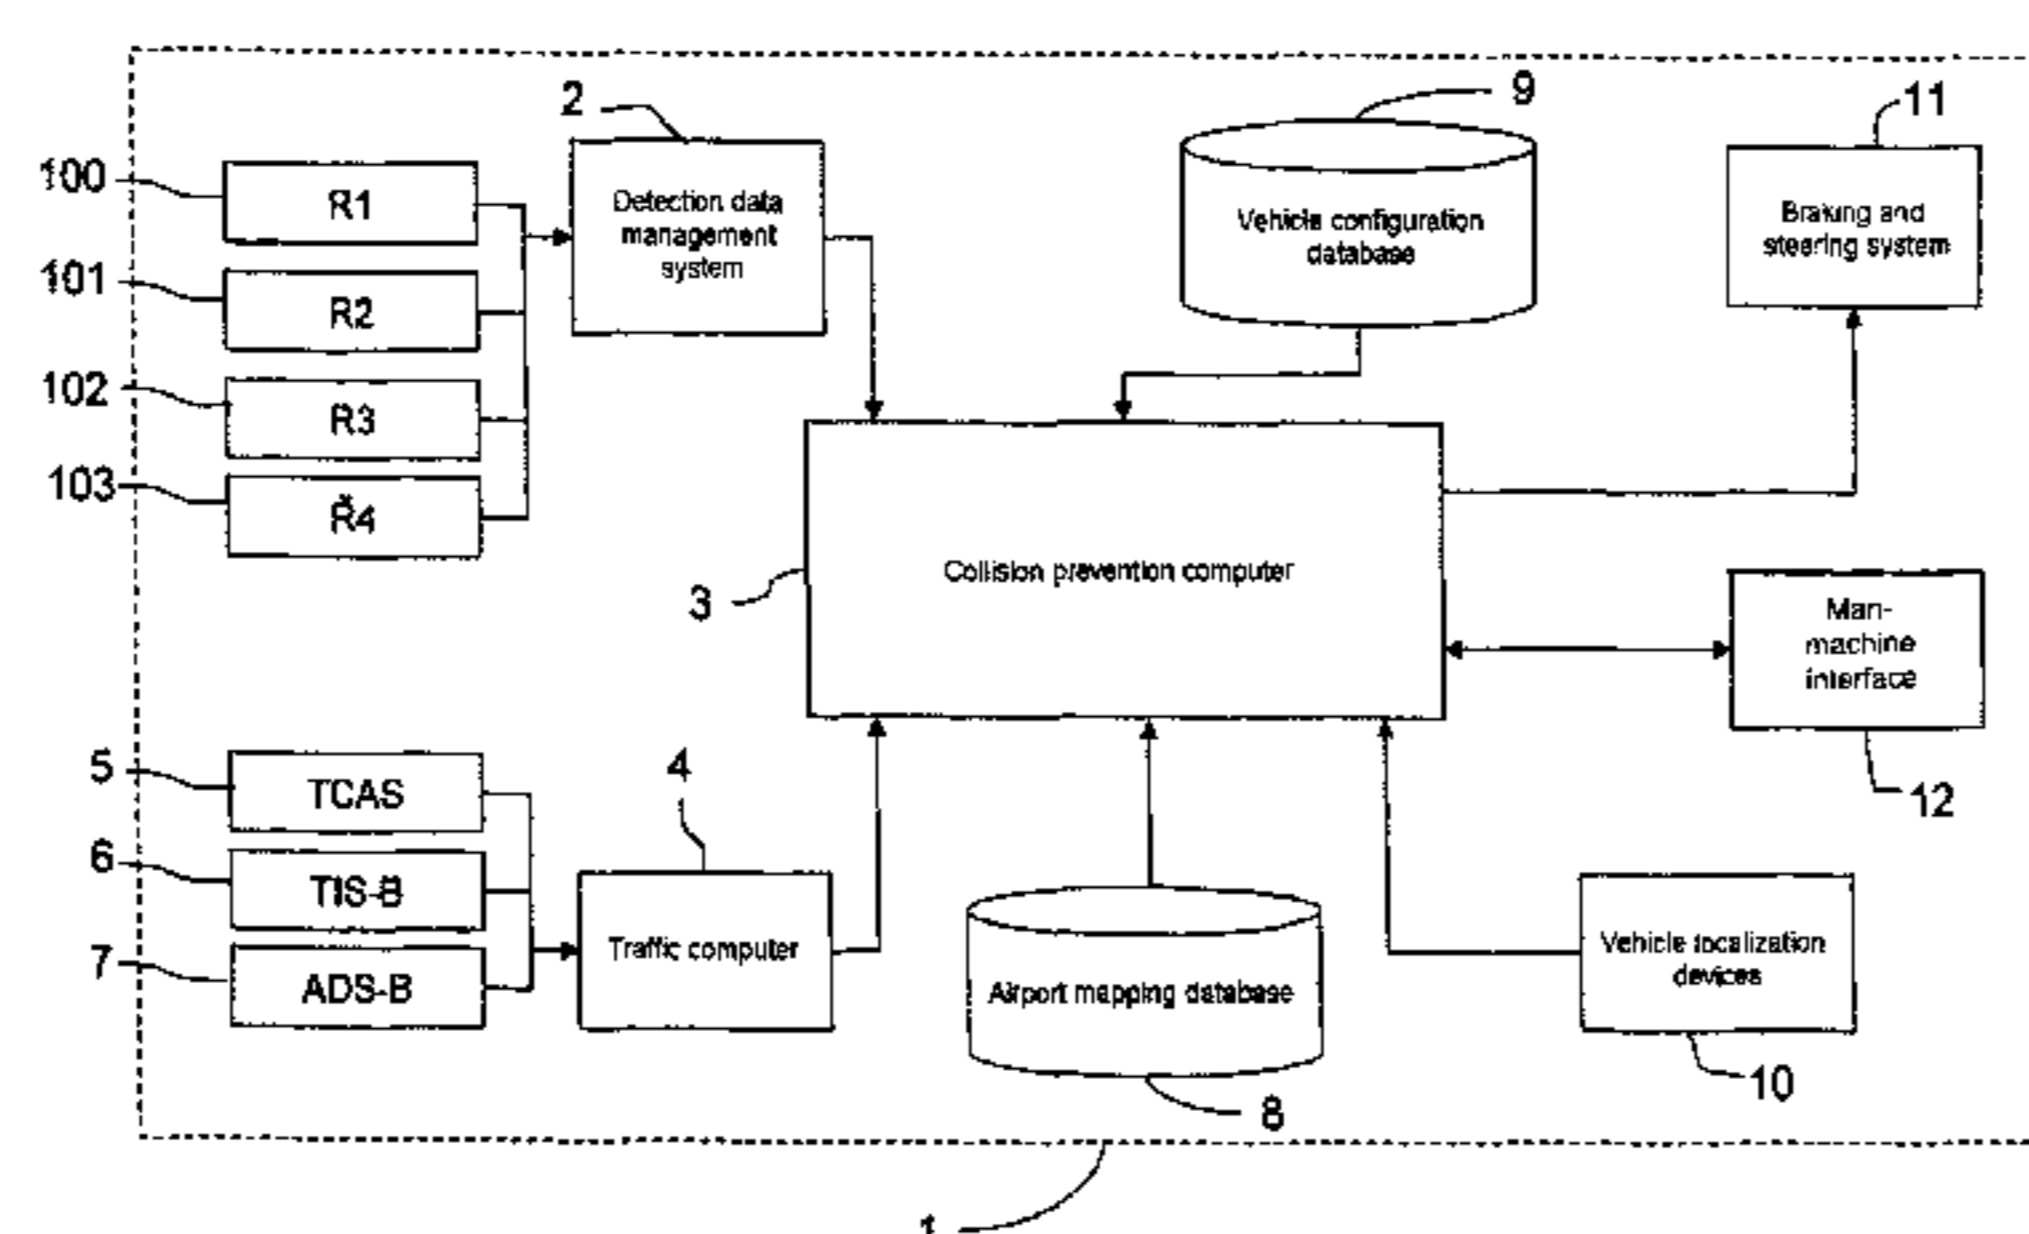 2
9
11
100
R1
Detection data
management
system
Vehicle configuration
database
Braking and
steering system
101
R2
102
R3
103
R4
3
Collision prevention computer
Man-
machine
interface
12
5
TCAS
4
6
TIS-B
7
ADS-B
Traffic computer
Airport mapping database
Vehicle localization
devices
10
8
1